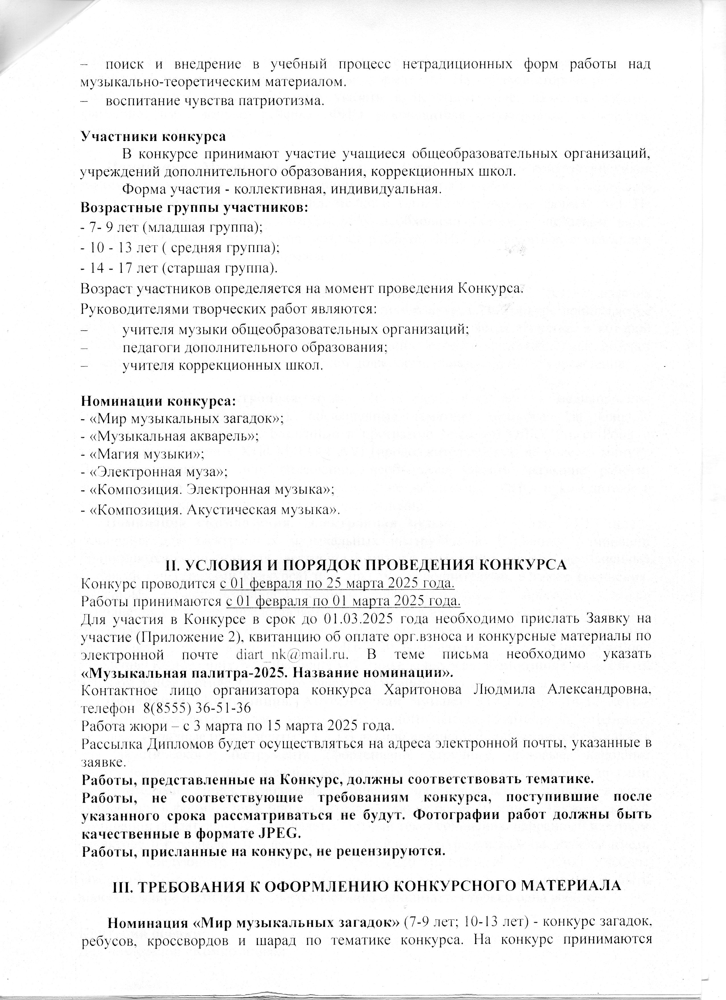 – поиск и внедрение в учебный процесс нетрадиционных форм работы над
музыкально-теоретическим материалом.
– воспитание чувства патриотизма.
Участники конкурса
В конкурсе принимают участие учащиеся общеобразовательных организаций,
учреждений дополнительного образования, коррекционных школ.
Форма участия - коллективная, индивидуальная.
Возрастные группы участников:
- 7- 9 лет (младшая группа);
- 10 - 13 лет ( средняя группа);
- 14 - 17 лет (старшая группа).
Возраст участников определяется на момент проведения Конкурса.
Руководителями творческих работ являются:
– учителя музыки общеобразовательных организаций;
– педагоги дополнительного образования;
– учителя коррекционных школ.
Номинации конкурса:
- «Мир музыкальных загадок»;
- «Музыкальная акварель»;
- «Магия музыки»;
- «Электронная муза»;
- «Композиция. Электронная музыка»;
- «Композиция. Акустическая музыка».
II. УСЛОВИЯ И ПОРЯДОК ПРОВЕДЕНИЯ КОНКУРСА
Конкурс проводится с 01 февраля по 25 марта 2025 года.
Работы принимаются с 01 февраля по 01 марта 2025 года.
Для участия в Конкурсе в срок до 01.03.2025 года необходимо прислать Заявку на
участие (Приложение 2), квитанцию об оплате орг.взноса и конкурсные материалы по
электронной почте diart_nk@mail.ru. В теме письма необходимо указать
«Музыкальная палитра-2025. Название номинации».
Контактное лицо организатора конкурса Харитонова Людмила Александровна,
телефон 8(8555) 36-51-36
Работа жюри – с 3 марта по 15 марта 2025 года.
Рассылка Дипломов будет осуществляться на адреса электронной почты, указанные в
заявке.
Работы, представленные на Конкурс, должны соответствовать тематике.
Работы, не соответствующие требованиям конкурса, поступившие после
указанного срока рассматриваться не будут. Фотографии работ должны быть
качественные в формате JPEG.
Работы, присланные на конкурс, не рецензируются.
III. ТРЕБОВАНИЯ К ОФОРМЛЕНИЮ КОНКУРСНОГО МАТЕРИАЛА
Номинация «Мир музыкальных загадок» (7-9 лет; 10-13 лет) - конкурс загадок,
ребусов, кроссвордов и шарад по тематике конкурса. На конкурс принимаются